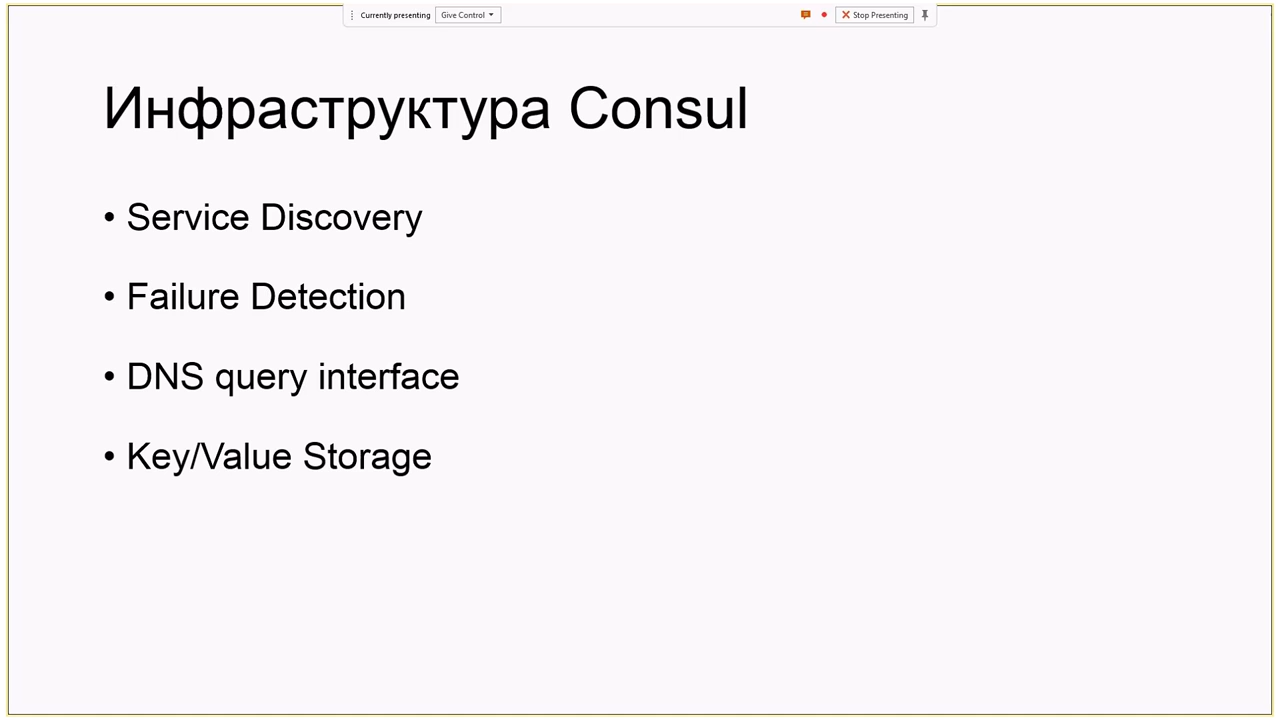 Currently presenting Give Control Stop Presenting
Инфраструктура Consul
• Service Discovery
• Failure Detection
• DNS query interface
• Key/Value Storage